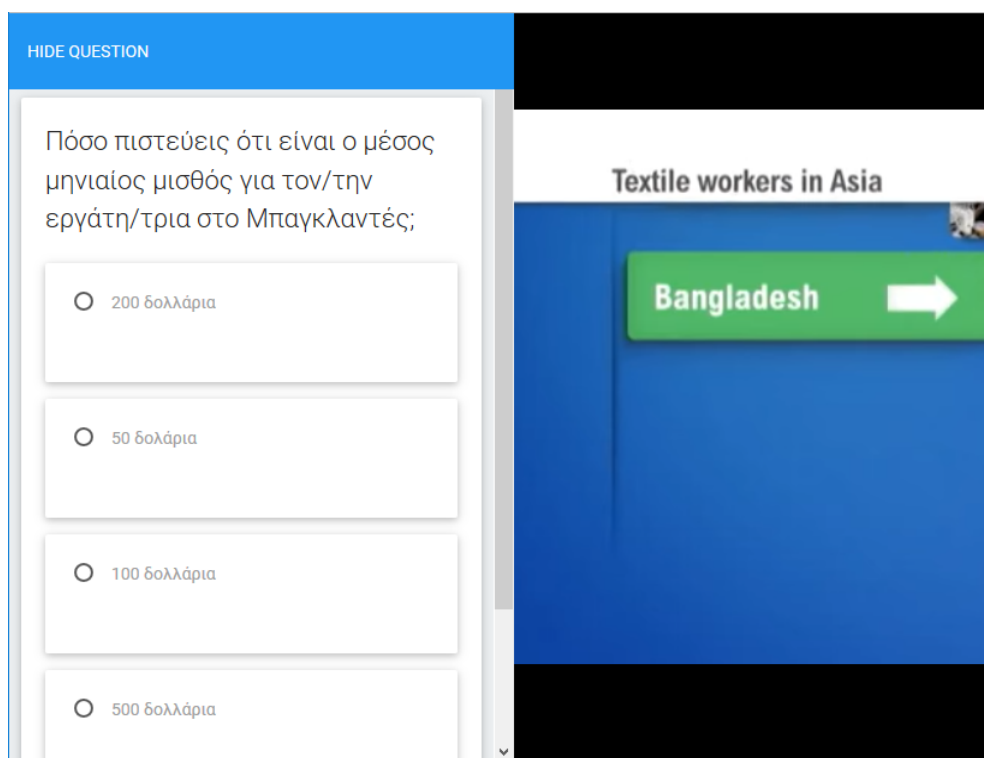 HIDE QUESTION
Πόσο πιστεύεις ότι είναι ο μέσος
μηνιαίος μισθός για τον/την
εργάτη/τρια στο Μπαγκλαντές;
200 δολλάρια
50 δολάρια
100 δολλάρια
500 δολλάρια
Textile workers in Asia
Bangladesh